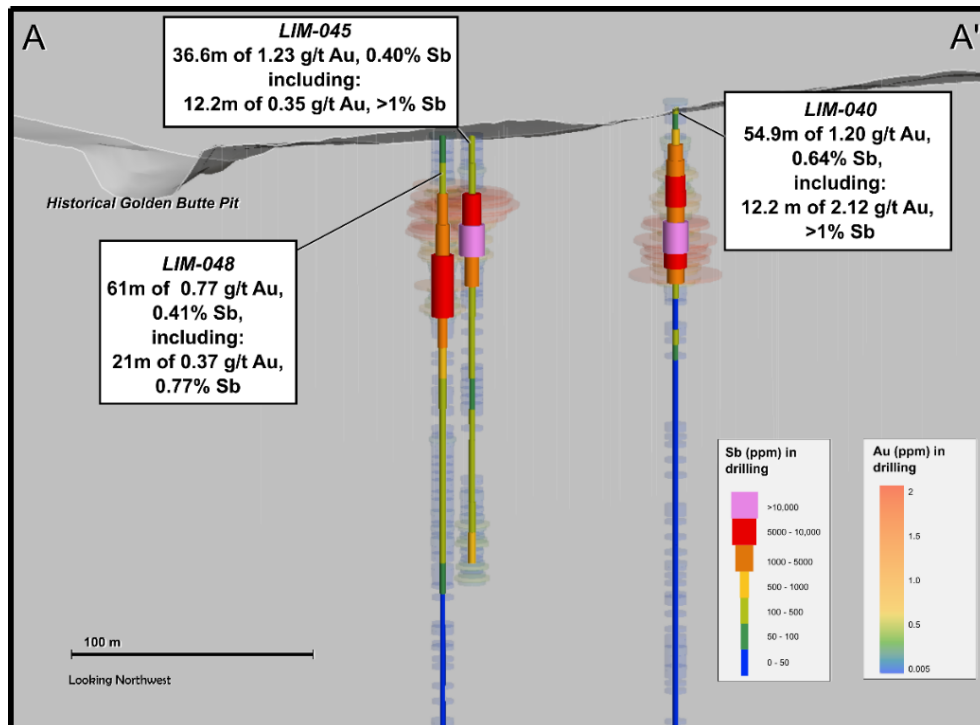 A
A'
LIM-045
36.6m of 1.23 g/t Au, 0.40% Sb
including:
12.2m of 0.35 g/t Au, >1% Sb
LIM-040
54.9m of 1.20 g/t Au,
0.64% Sb,
including:
12.2 m of 2.12 g/t Au,
>1% Sb
Historical Golden Butte Pit
LIM-048
61m of 0.77 g/t Au,
0.41% Sb,
including:
21m of 0.37 g/t Au,
0.77% Sb
Sb (ppm) in
drilling
>10,000
5000 - 10,000
1000 - 5000
500 - 1000
100 - 500
50 - 100
0 - 50
Au (ppm) in
drilling
2
1.5
1.0
0.5
0.005
100 m
Looking Northwest